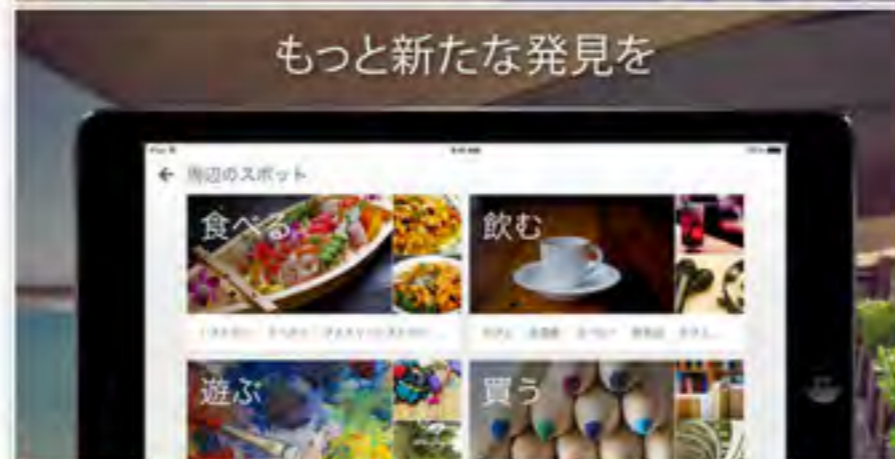 もっと新たな発見を
周辺のスポット
食べる
飲む
遊ぶ
買う